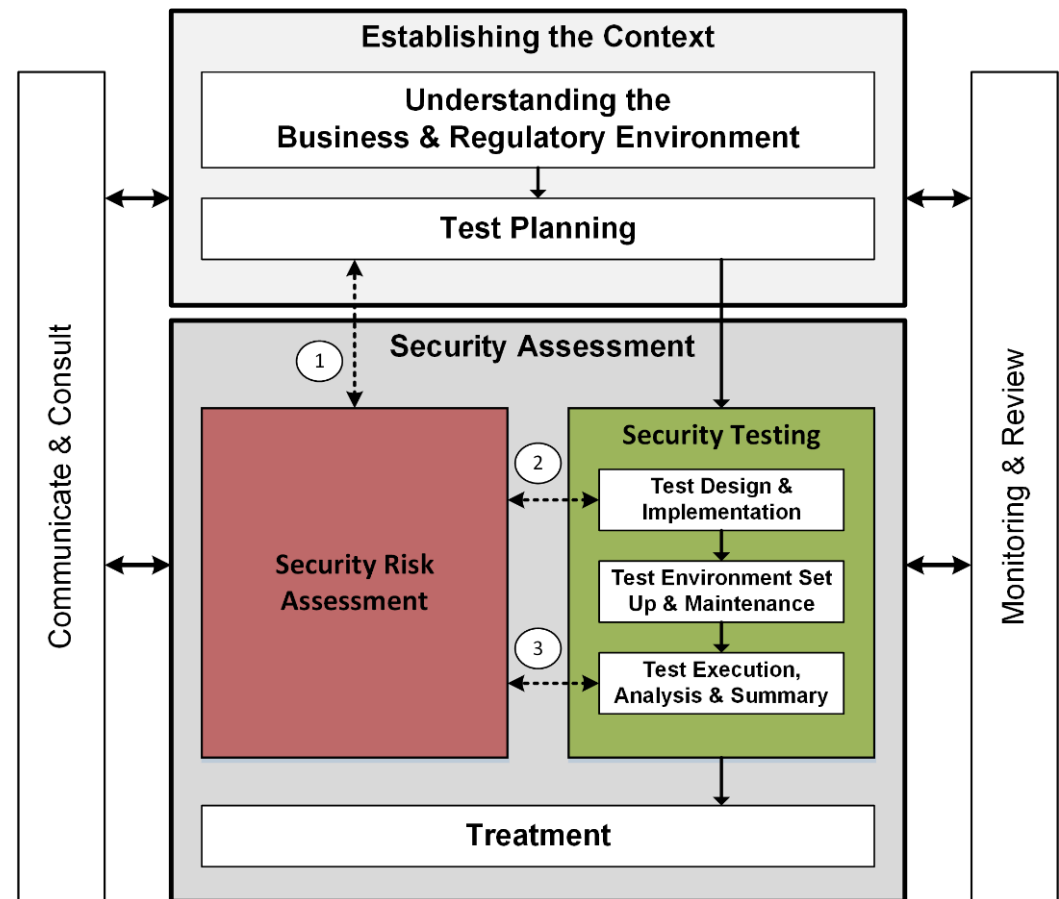 Establishing the Context
Understanding the
Business & Regulatory Environment
Test Planning
Communicate & Consult
Monitoring & Review
1
Security Assessment
Security Risk
Assessment
2
3
Security Testing
Test Design &
Implementation
Test Environment Set
Up & Maintenance
Test Execution,
Analysis & Summary
Treatment